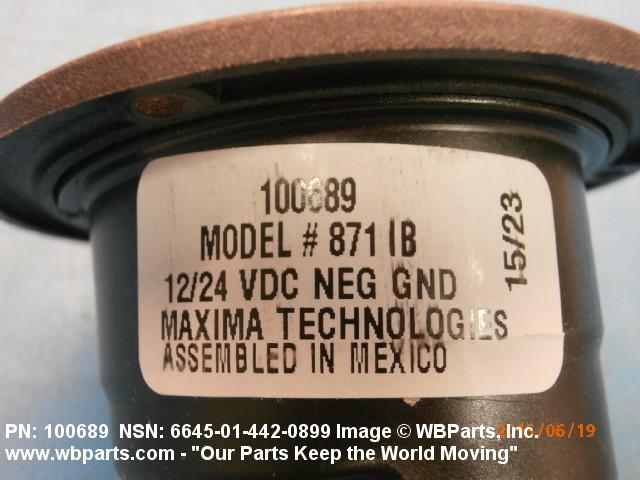 100689
MODEL # 871 IB
12/24 VDC NEG GND
MAXIMA TECHNOLOGIES
ASSEMBLED IN MEXICO
15/23
PN: 100689 NSN: 6645-01-442-0899 Image © WBParts, Inc.
www.wbparts.com - "Our Parts Keep the World Moving"